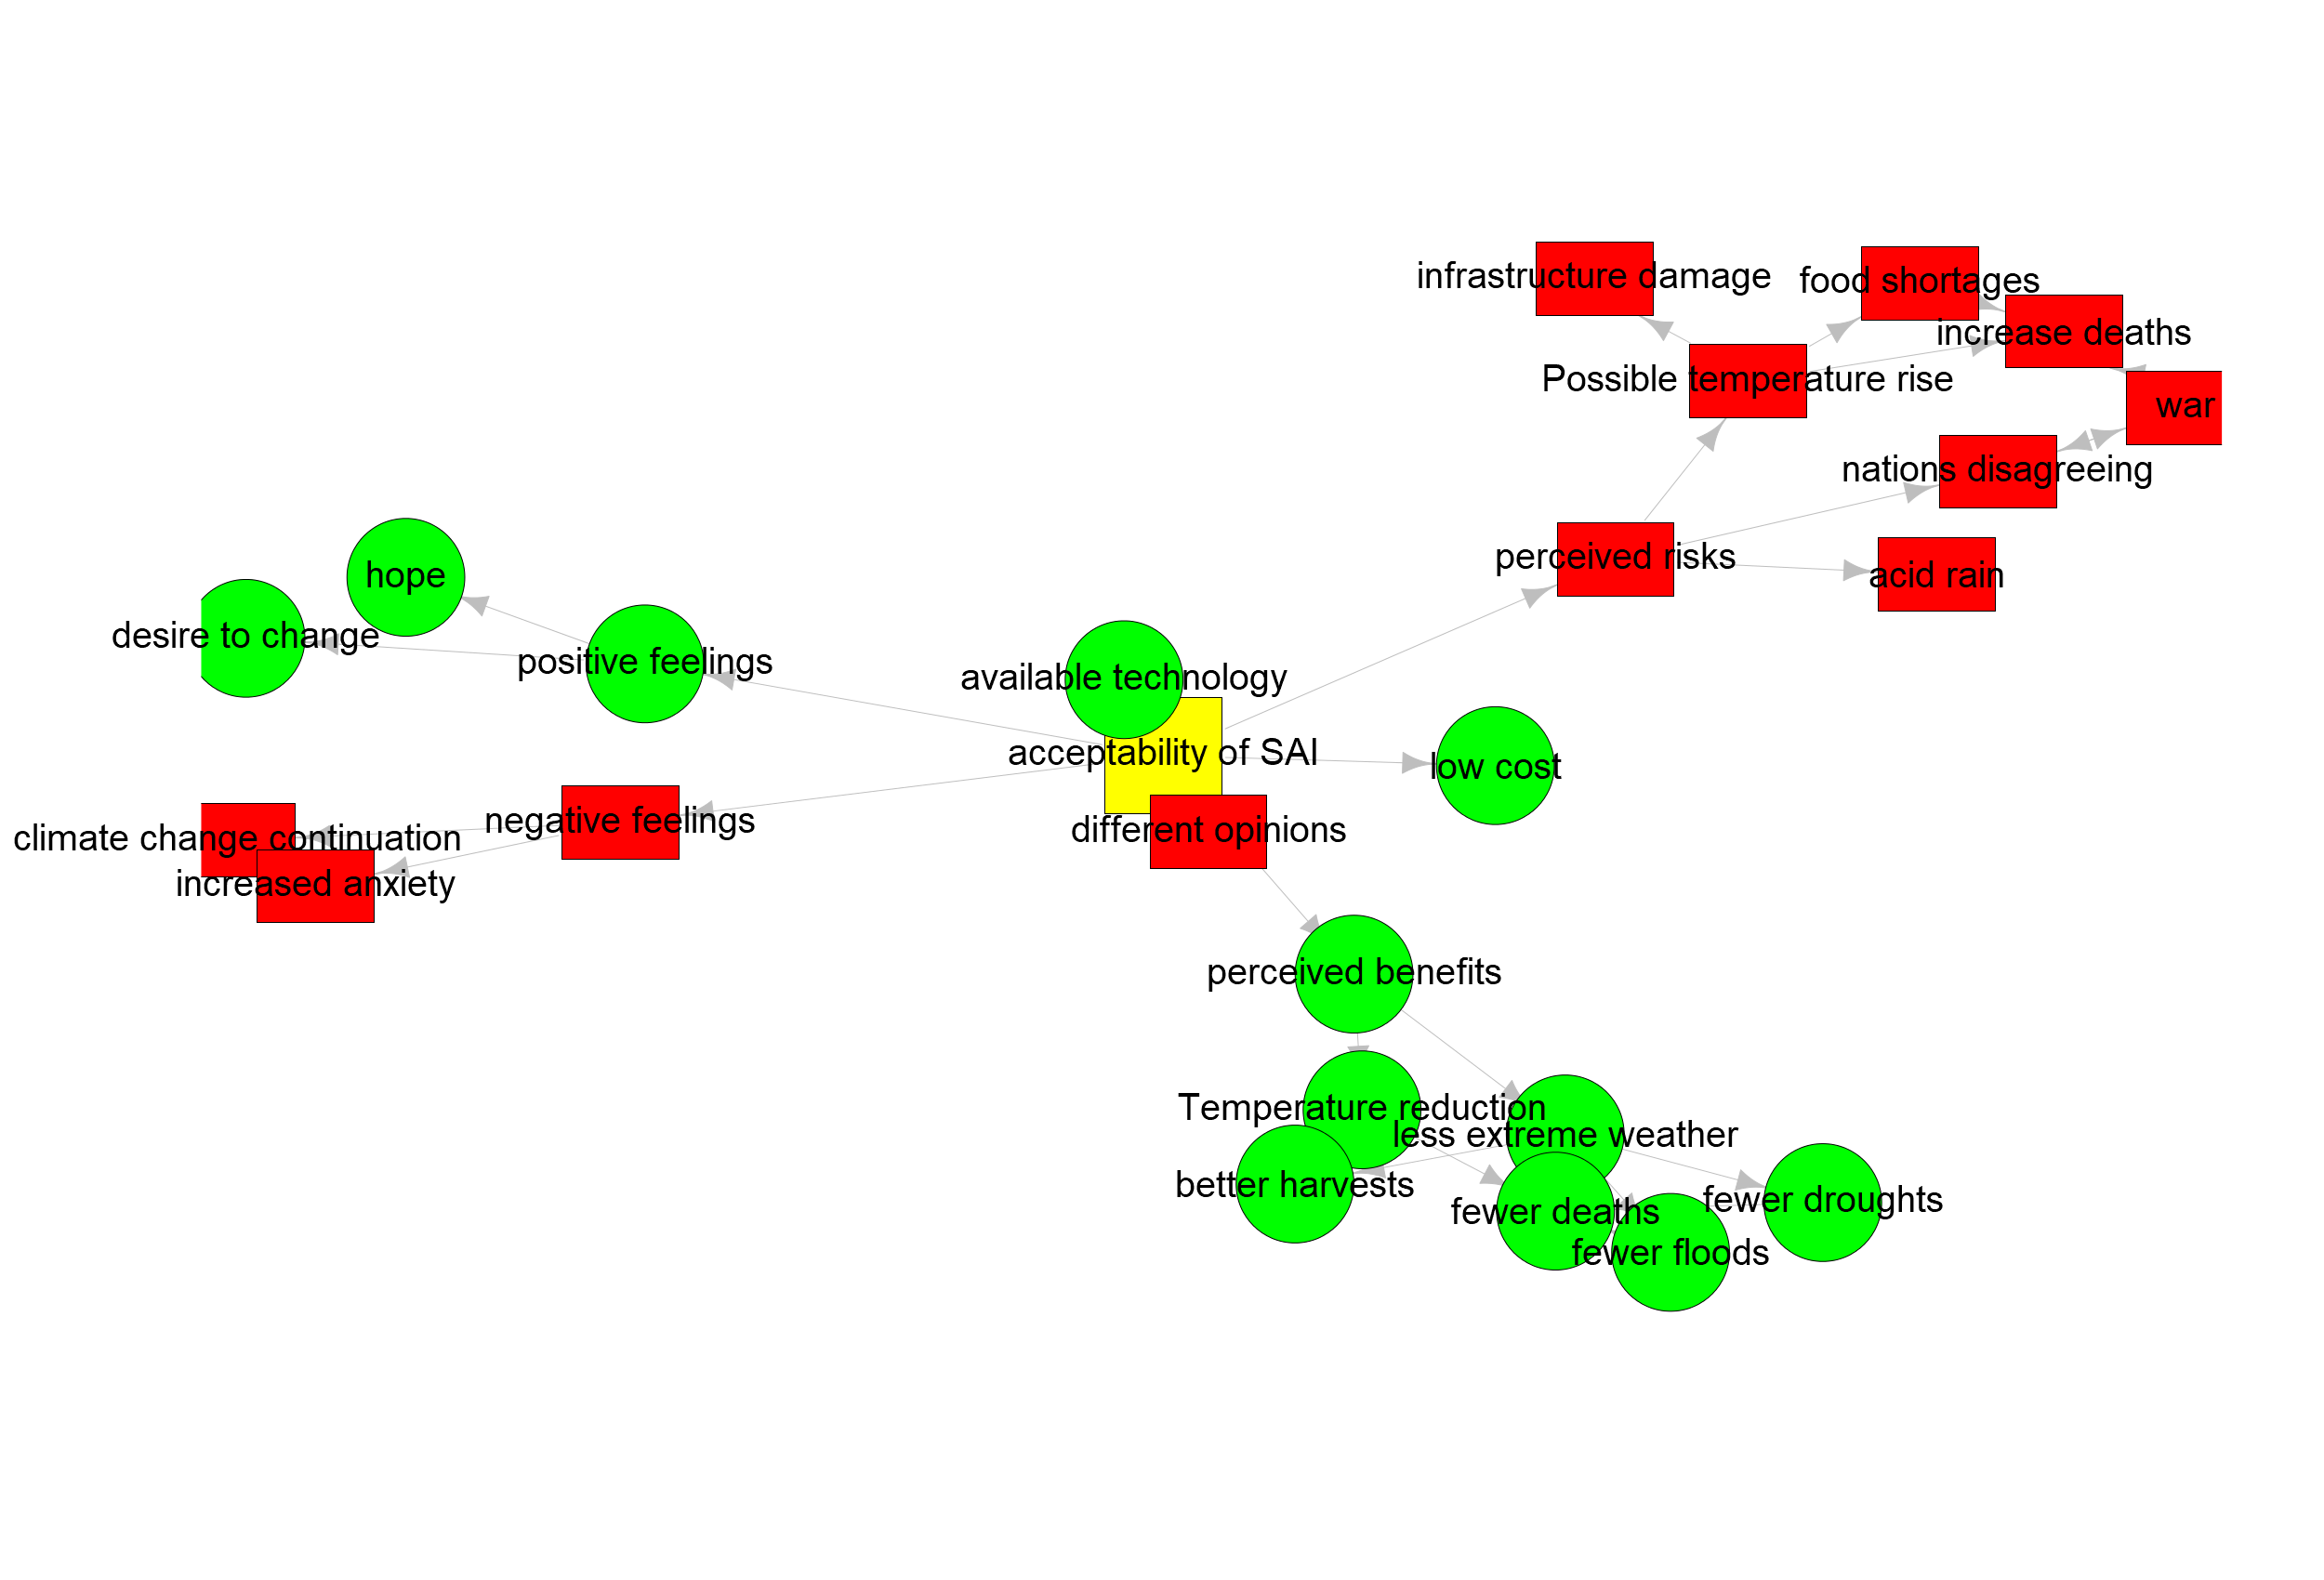 infrastructure damage
food shortages
increase deaths
Possible temperature rise
war
nations disagreeing
perceived risks
acid rain
hope
desire to change
positive feelings
available technology
acceptability of SAI
low cost
negative feelings
different opinions
climate change continuation
increased anxiety
perceived benefits
Temperature reduction
less extreme weather
better harvests
fewer deaths
fewer droughts
fewer floods